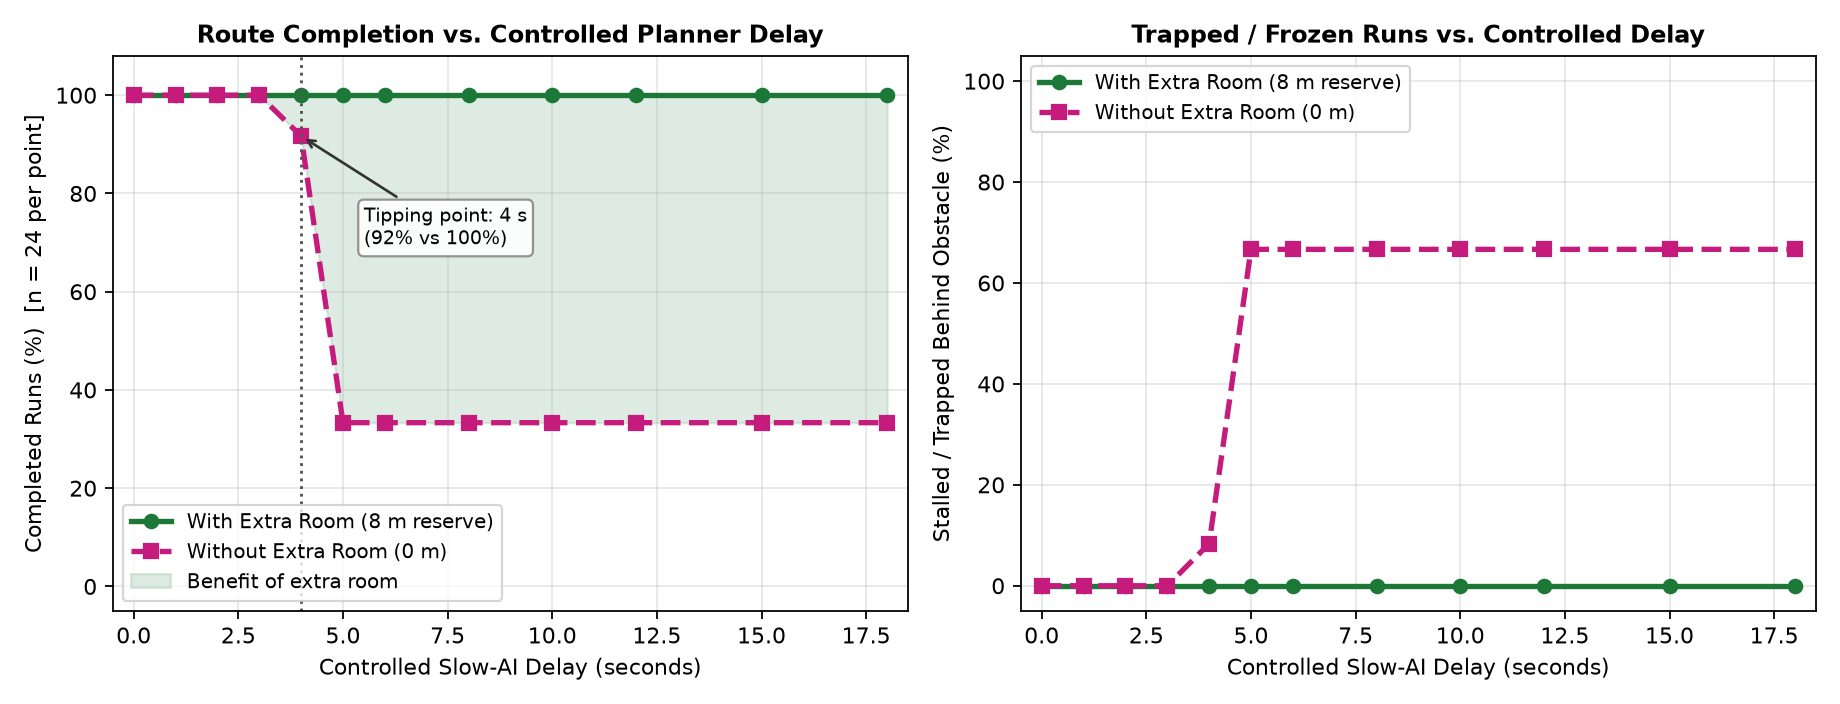 Route Completion vs. Controlled Planner Delay
Completed Runs (%)  [n = 24 per point]
100
80
60
40
20
0
Tipping point: 4 s
(92% vs 100%)
With Extra Room (8 m reserve)
Without Extra Room (0 m)
Benefit of extra room
0.0
2.5
5.0
7.5
10.0
12.5
15.0
17.5
Controlled Slow-AI Delay (seconds)
Trapped / Frozen Runs vs. Controlled Delay
Stalled / Trapped Behind Obstacle (%)
With Extra Room (8 m reserve)
Without Extra Room (0 m)
100
80
60
40
20
0
0.0
2.5
5.0
7.5
10.0
12.5
15.0
17.5
Controlled Slow-AI Delay (seconds)